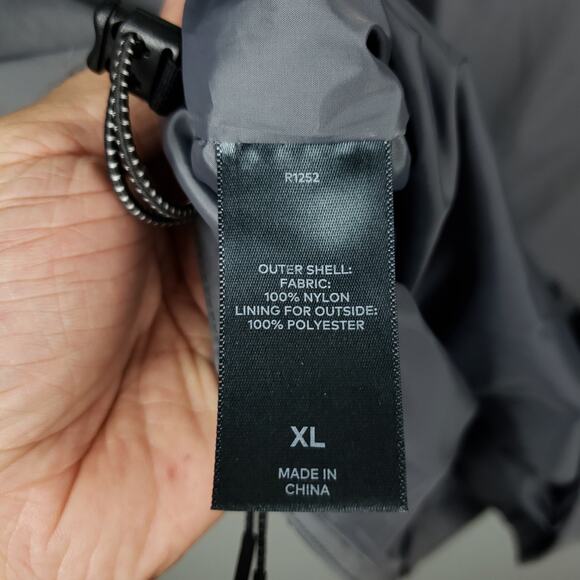 R1252
OUTER SHELL:
FABRIC:
100% NYLON
LINING FOR OUTSIDE:
100% POLYESTER
XL
MADE IN
CHINA